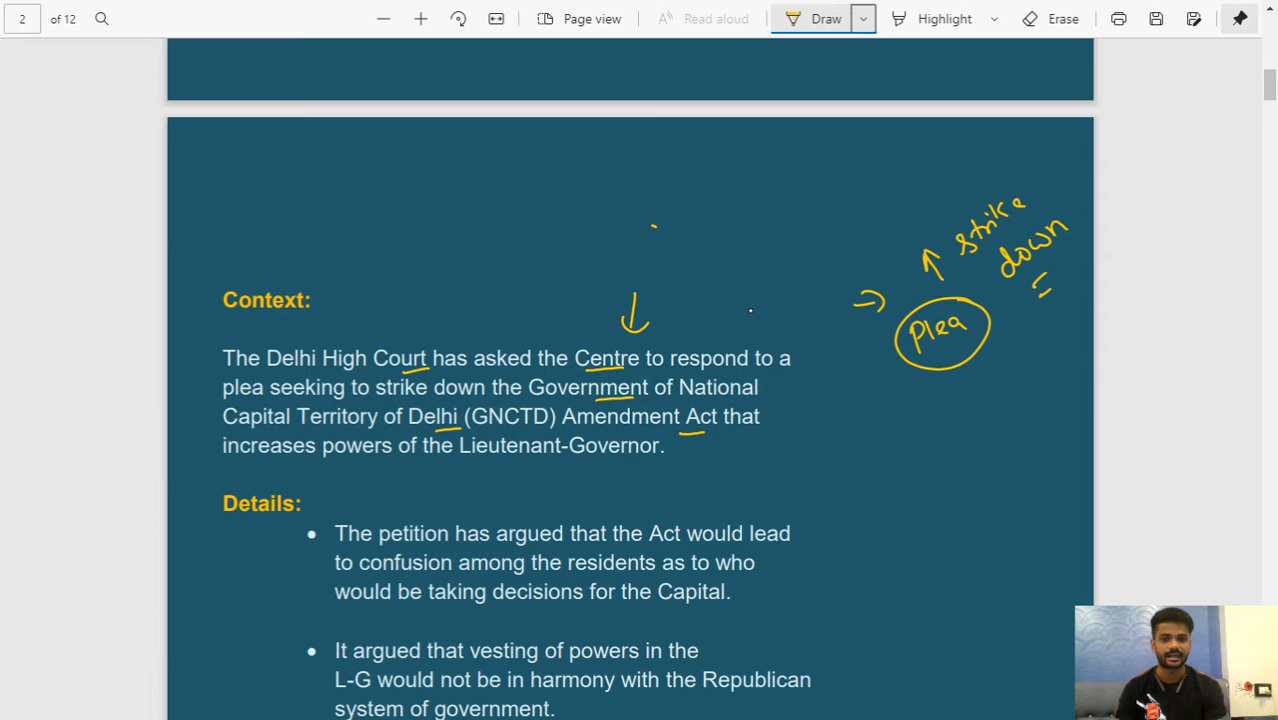 2 of 12 Page view Read aloud Draw Highlight Erase
strike
down
plea
Context:
The Delhi High Court has asked the Centre to respond to a
plea seeking to strike down the Government of National
Capital Territory of Delhi (GNCTD) Amendment Act that
increases powers of the Lieutenant-Governor.
Details:
• The petition has argued that the Act would lead
to confusion among the residents as to who
would be taking decisions for the Capital.
• It argued that vesting of powers in the
L-G would not be in harmony with the Republican
system of government.